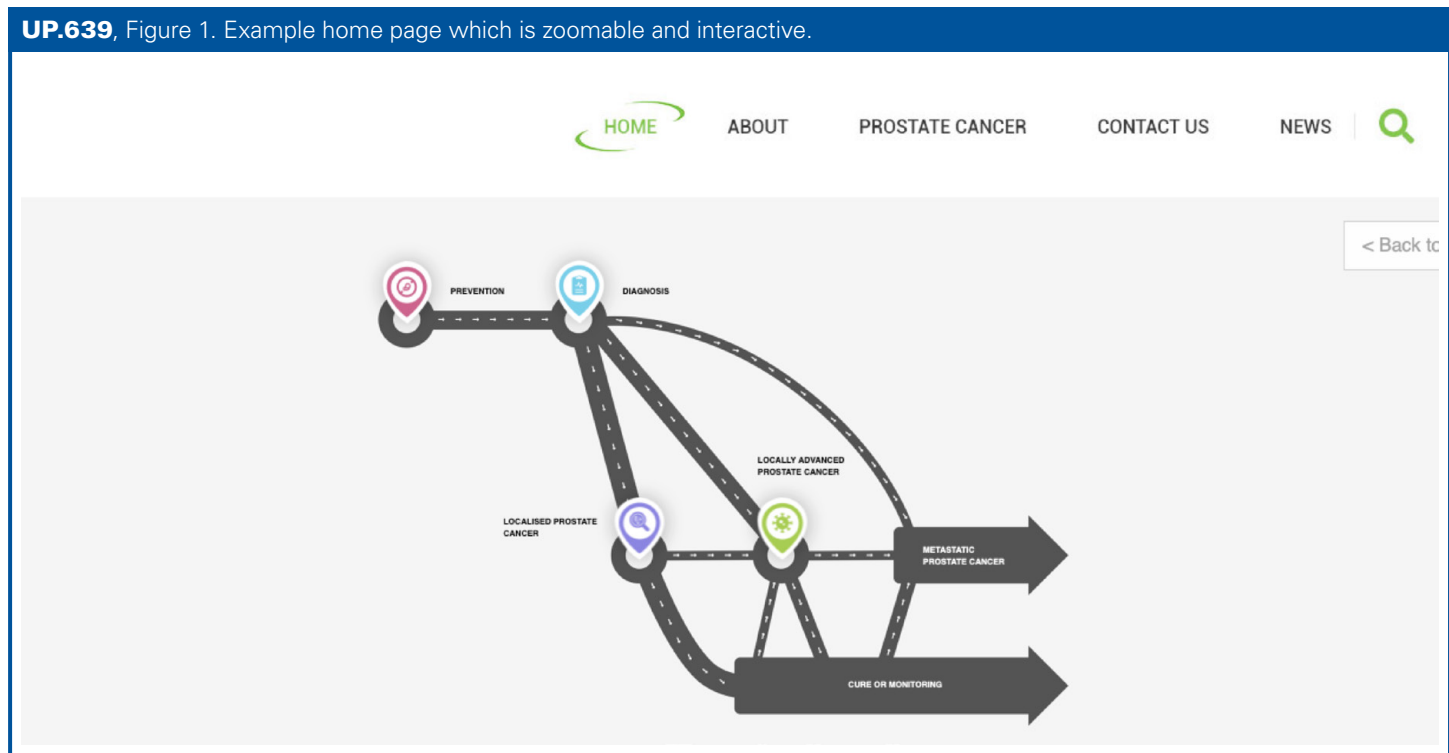 UP.639, Figure 1. Example home page which is zoomable and interactive.
HOME ABOUT PROSTATE CANCER CONTACT US NEWS
< Back to
PREVENTION
DIAGNOSIS
LOCALLY ADVANCED
PROSTATE CANCER
LOCALISED PROSTATE
CANCER
METASTATIC
PROSTATE CANCER
CURE OR MONITORING